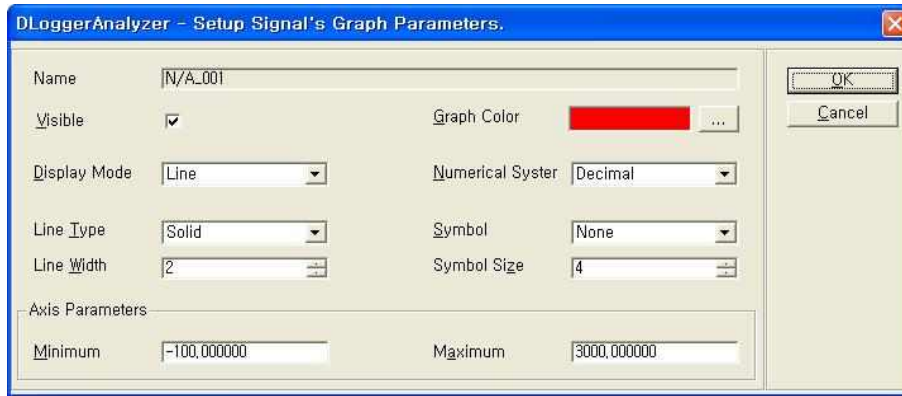 DLoggerAnalyzer - Setup Signal's Graph Parameters.
Name N/A_001
OK
Visible Graph Color ...
Cancel
Display Mode Line Numerical Syster Decimal
Line Type Solid Symbol None
Line Width 2 Symbol Size 4
Axis Parameters
Minimum -100,000000 Maximum 3000,000000